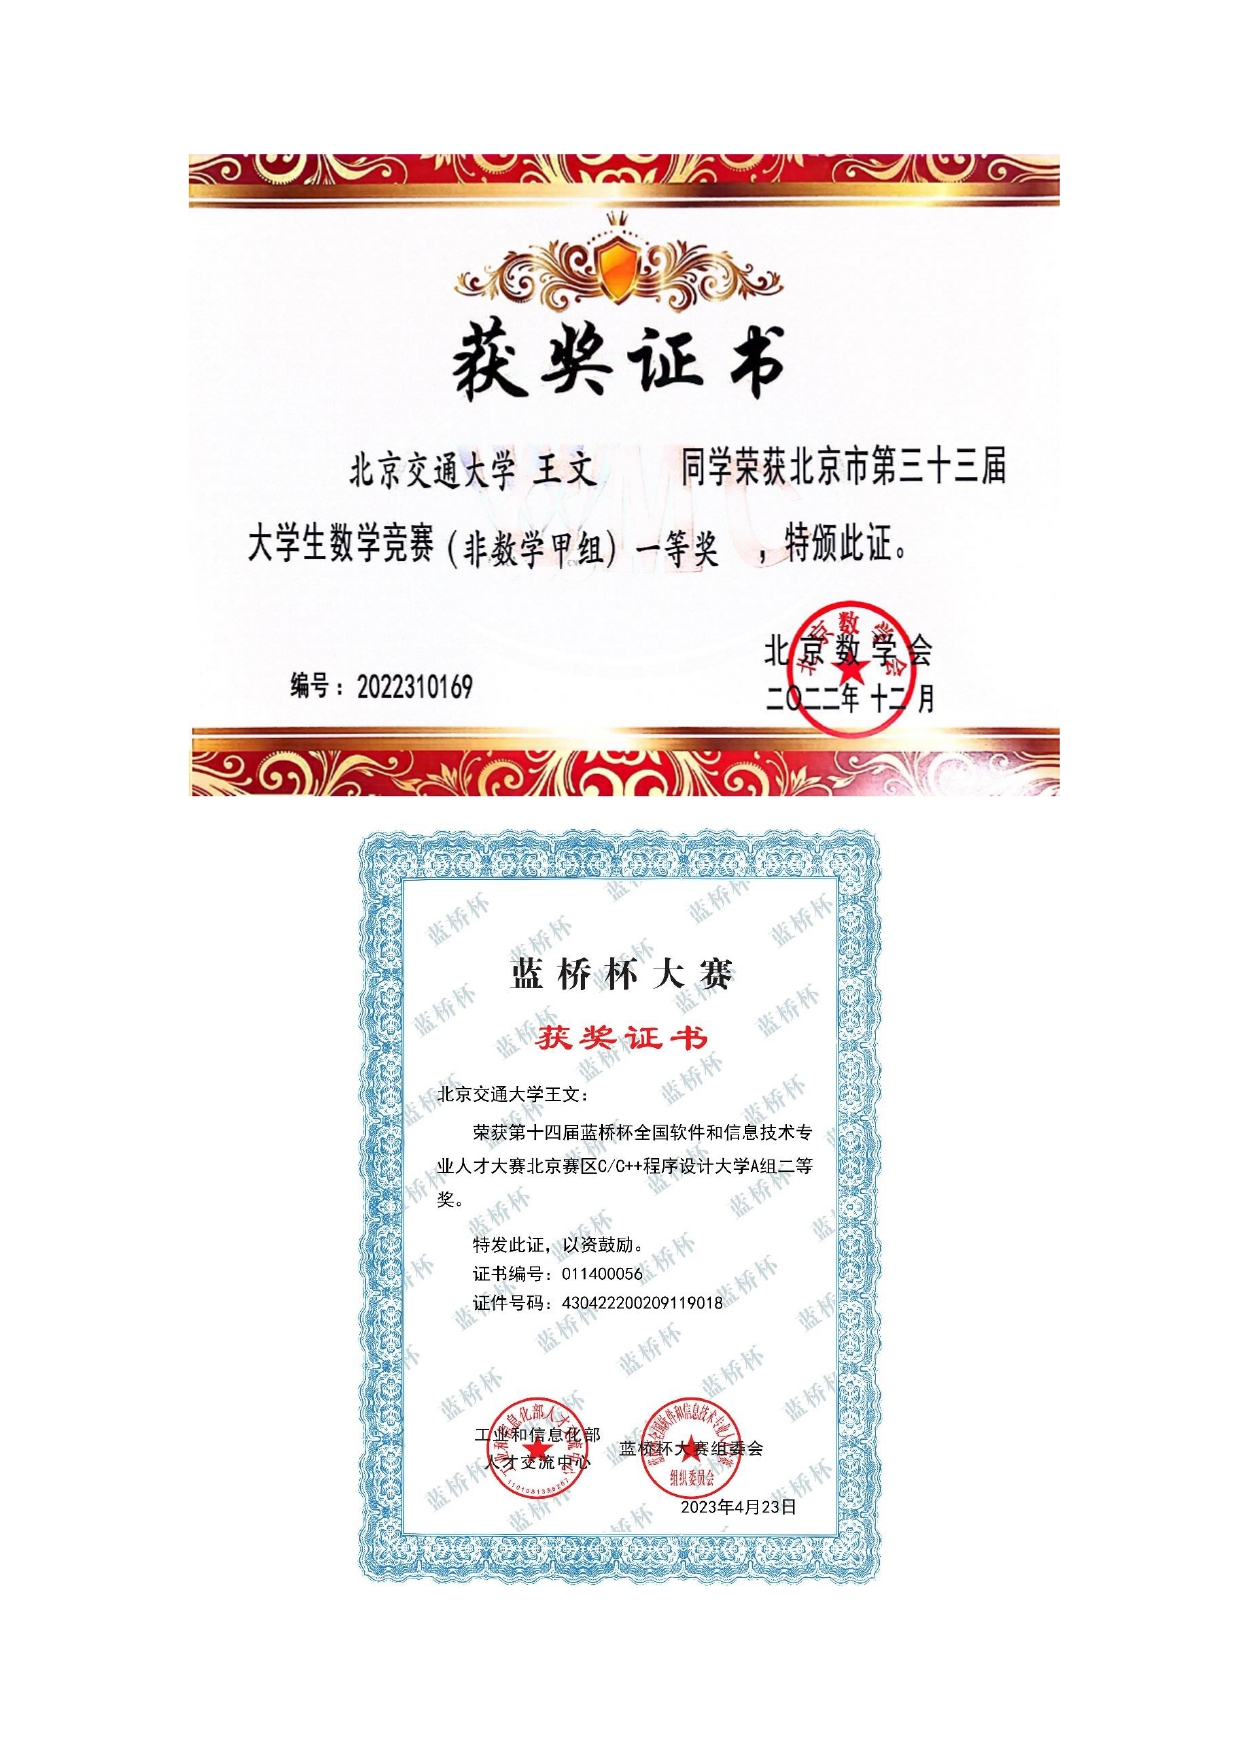 获奖证书
北京交通大学 王文 同学荣获北京市第三十三届
大学生数学竞赛（非数学甲组）一等奖 ，特颁此证。
北京数学会
编号：2022310169
二〇二二年 十二月
蓝桥杯大赛
获奖证书
北京交通大学王文：
荣获第十四届蓝桥杯全国软件和信息技术专
业人才大赛北京赛区C/C++程序设计大学A组二等
奖。
特发此证，以资鼓励。
证书编号：011400056
证件号码：430422200209119018
工业和信息化部
人才交流中心
蓝桥杯大赛组委会
2023年4月23日